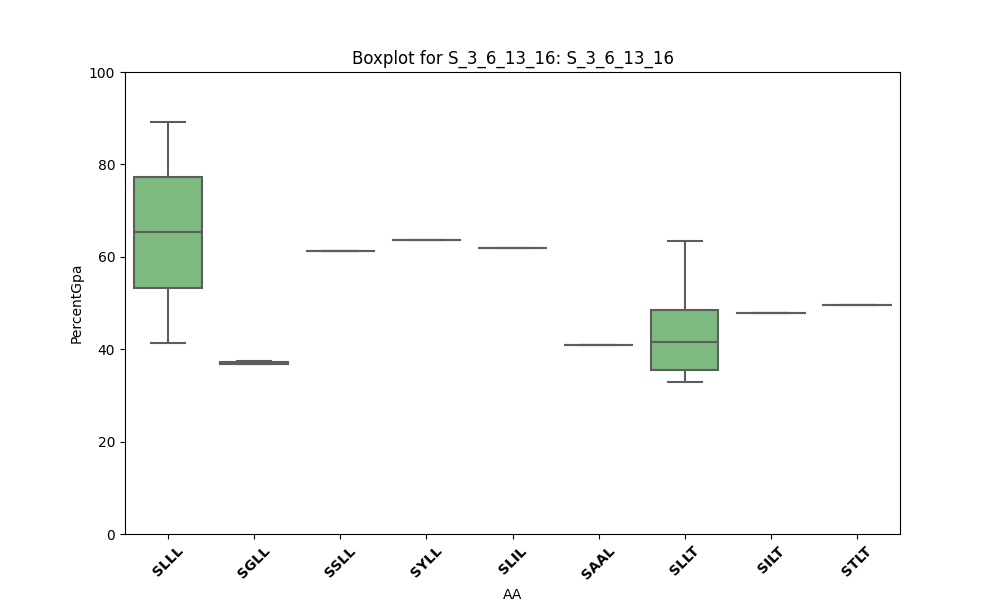 Boxplot for S_3_6_13_16: S_3_6_13_16
100
80
60
40
20
0
PercentGpa
SLLL
SGLL
SSLL
SYLL
SLIL
SAAL
SLLT
SILT
STLT
AA